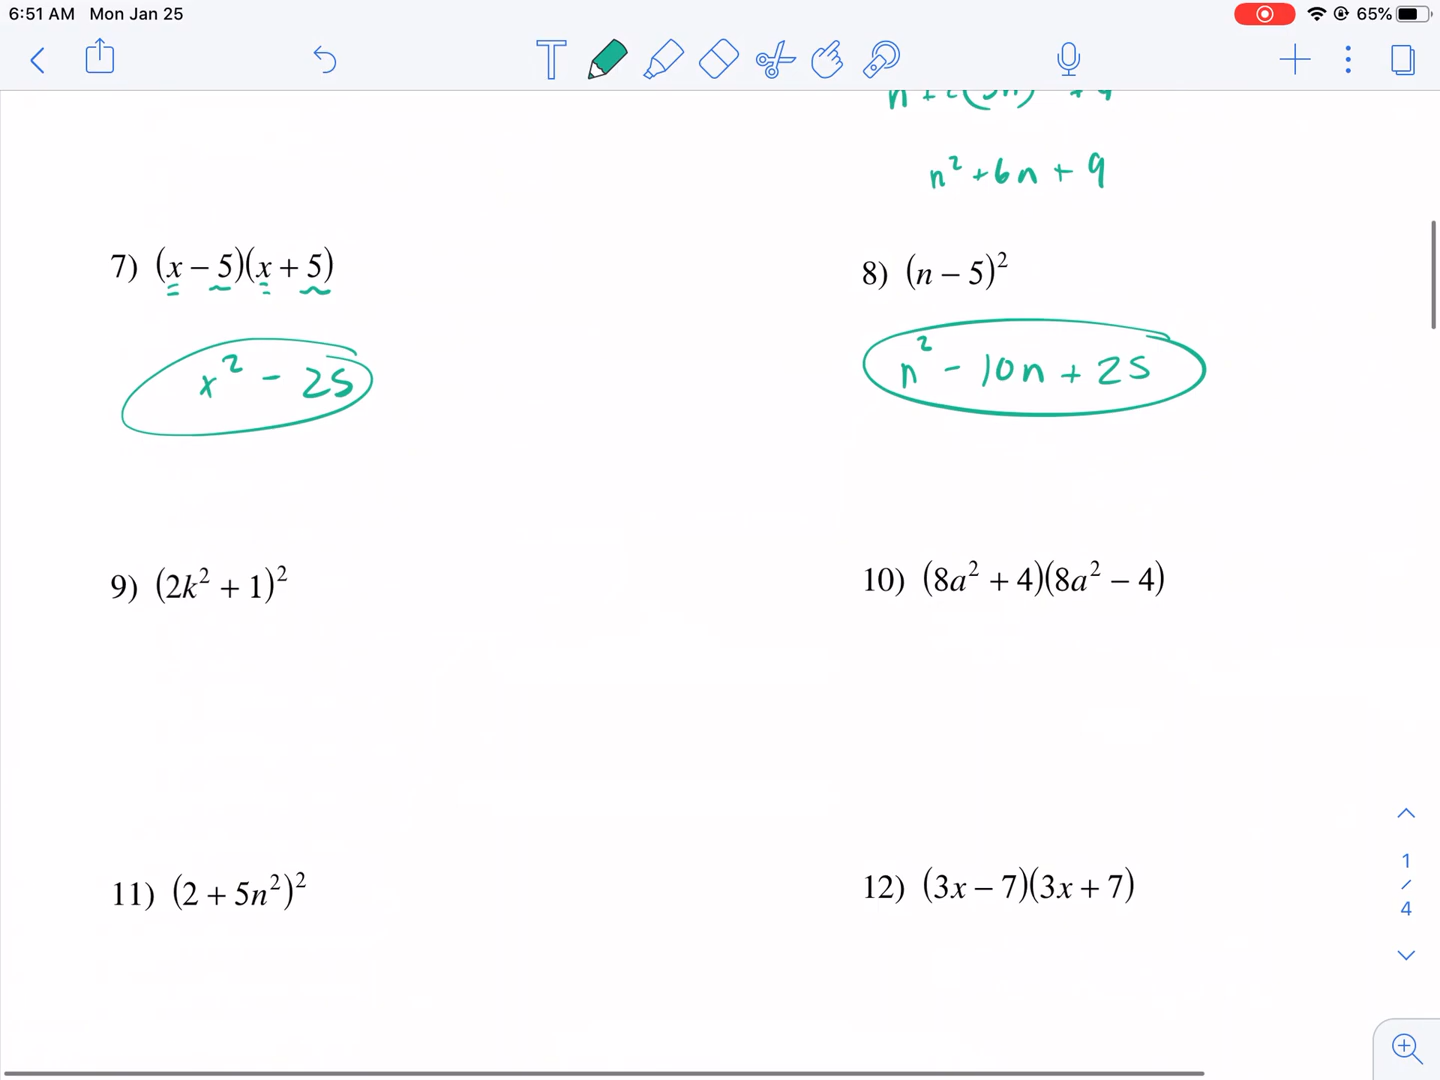 6:51 AM Mon Jan 25
65%
n² + 6n + 9
7) (x − 5)(x + 5)
8) (n − 5)²
x² − 25
n² − 10n + 25
9) (2k² + 1)²
10) (8a² + 4)(8a² − 4)
11) (2 + 5n²)²
12) (3x − 7)(3x + 7)
1
/
4